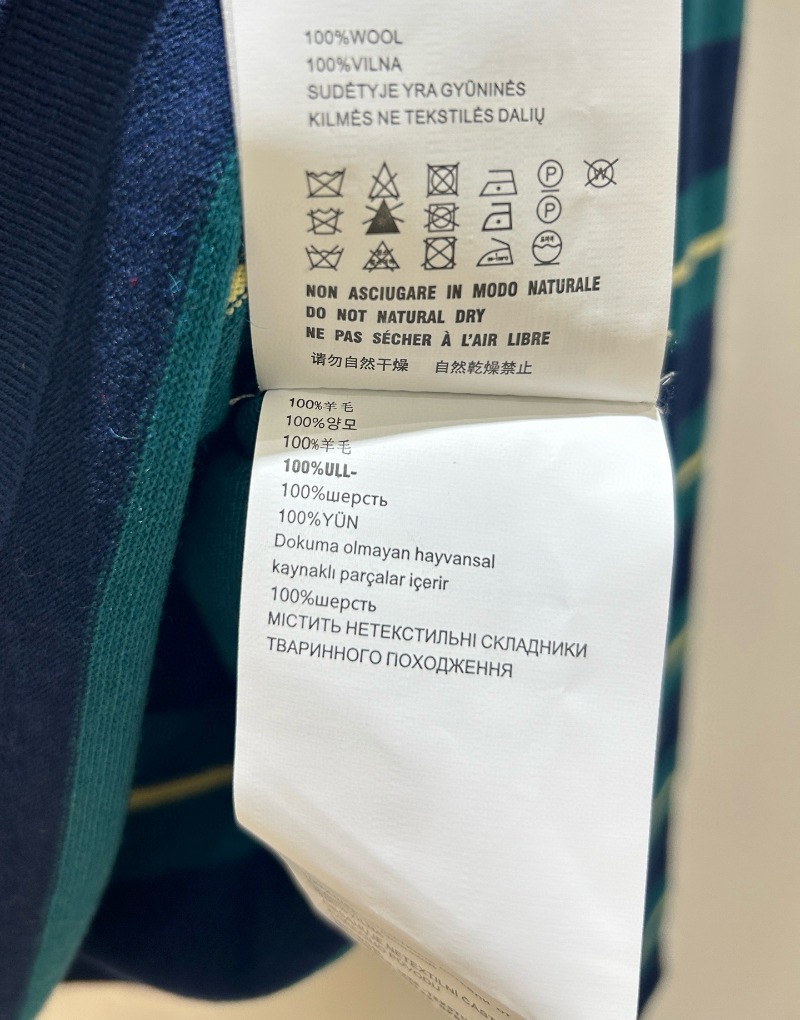 100%WOOL
100%VILNA
SUDĖTYJE YRA GYŪNINĖS
KILMĖS NE TEKSTILĖS DALIŲ
P
W
P
NON ASCIUGARE IN MODO NATURALE
DO NOT NATURAL DRY
NE PAS SÉCHER À L'AIR LIBRE
请勿自然干燥 自然乾燥禁止
100%羊毛
100%양모
100%羊毛
100%ULL-
100%шерсть
100%YÜN
Dokuma olmayan hayvansal
kaynaklı parçalar içerir
100%шерсть
МІСТИТЬ НЕТЕКСТИЛЬНІ СКЛАДНИКИ
ТВАРИННОГО ПОХОДЖЕННЯ
NETEXTILNÍ